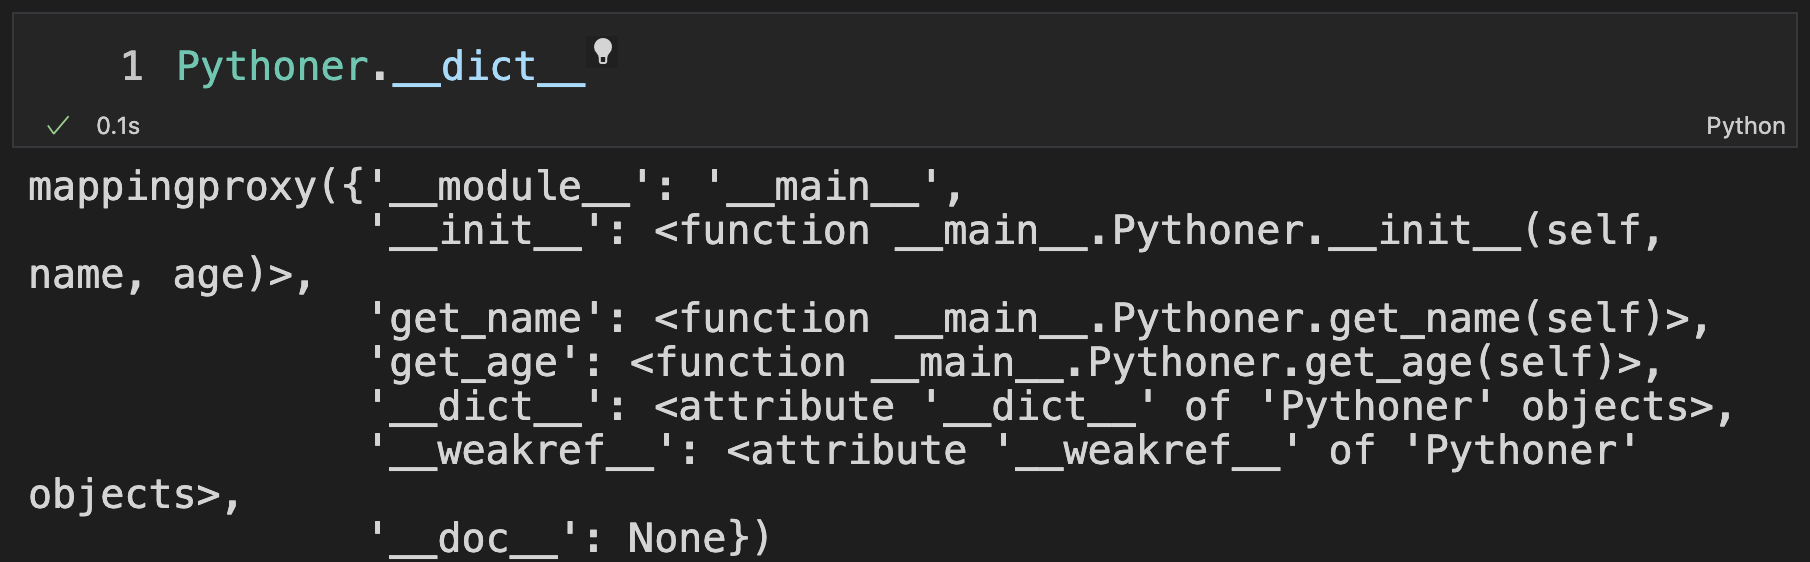 1 Pythoner.__dict__
0.1s
Python
mappingproxy({'__module__': '__main__',
'__init__': <function __main__.Pythoner.__init__(self,
name, age)>,
'get_name': <function __main__.Pythoner.get_name(self)>,
'get_age': <function __main__.Pythoner.get_age(self)>,
'__dict__': <attribute '__dict__' of 'Pythoner' objects>,
'__weakref__': <attribute '__weakref__' of 'Pythoner'
objects>,
'__doc__': None})